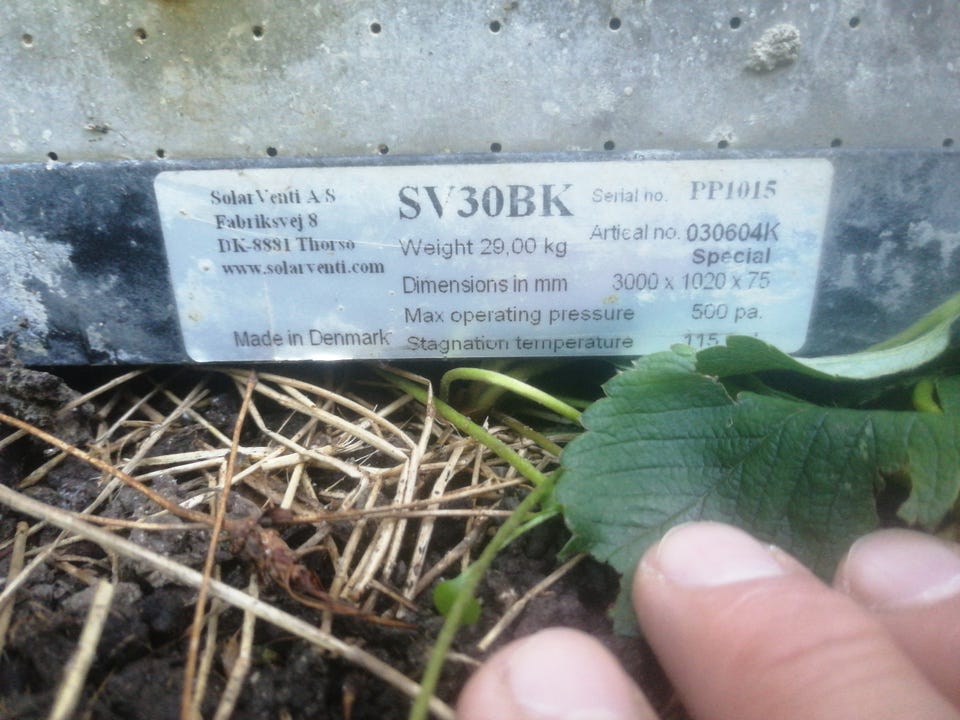 SolarVenti A/S
Fabriksvej 8
DK-8881 Thorsø
www.solarventi.com
Made in Denmark
SV30BK
Serial no. PP1015
Weight 29,00 kg
Artical no. 030604K
Special
Dimensions in mm 3000 x 1020 x 75
Max operating pressure 500 pa.
Stagnation temperature 115